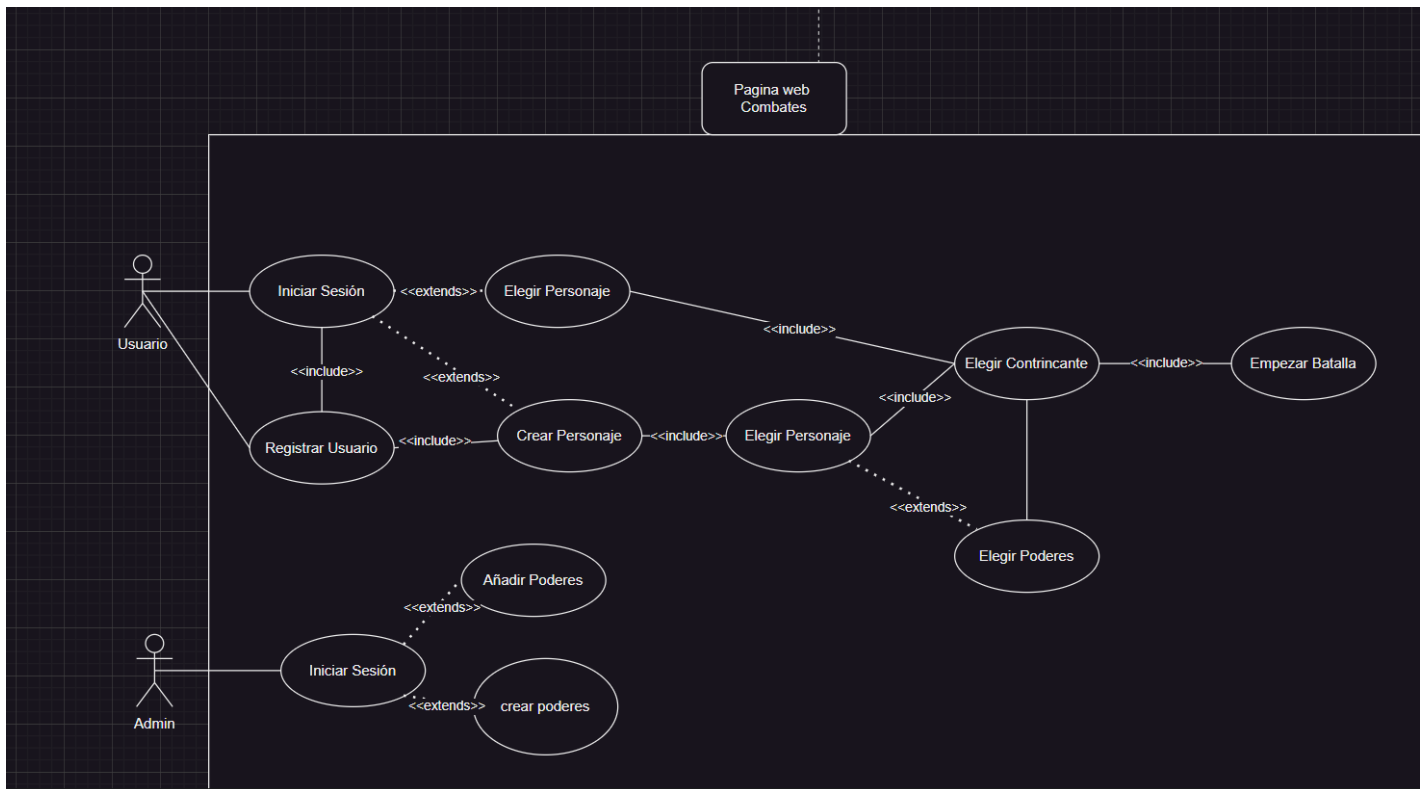 Pagina web
Combates
Iniciar Sesión
<<extends>>
Elegir Personaje
Usuario
<<include>>
<<include>>
<<extends>>
Elegir Contrincante
<<include>>
Empezar Batalla
<<include>>
Registrar Usuario
<<include>>
Crear Personaje
<<include>>
Elegir Personaje
<<extends>>
Elegir Poderes
Añadir Poderes
<<extends>>
Iniciar Sesión
<<extends>>
crear poderes
Admin